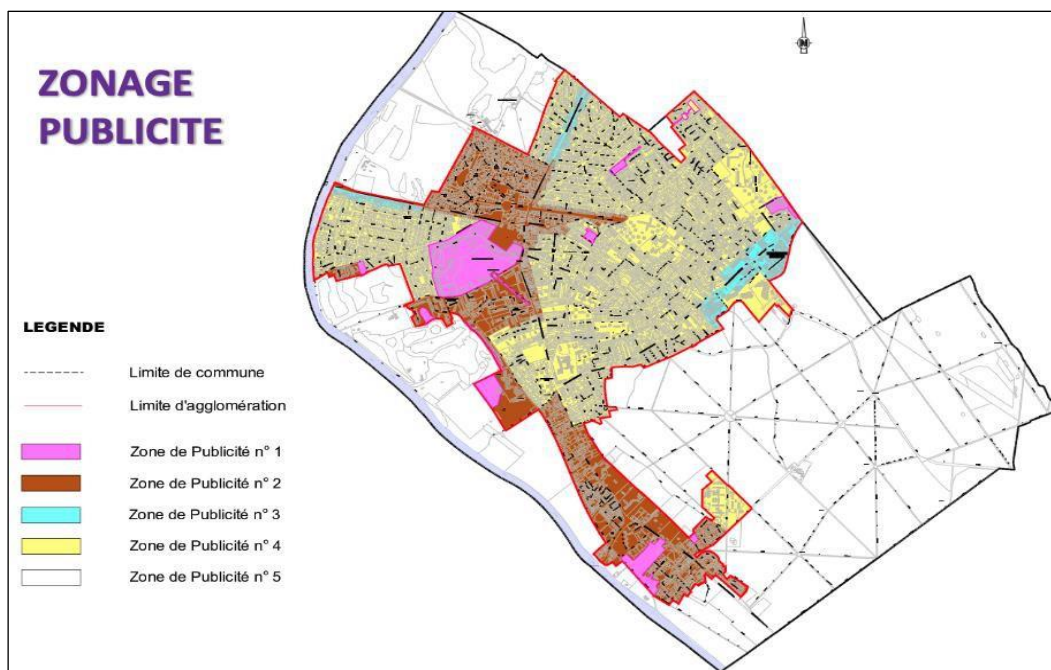 ZONAGE
PUBLICITE
N
LEGENDE
Limite de commune
Limite d'agglomération
Zone de Publicité n° 1
Zone de Publicité n° 2
Zone de Publicité n° 3
Zone de Publicité n° 4
Zone de Publicité n° 5